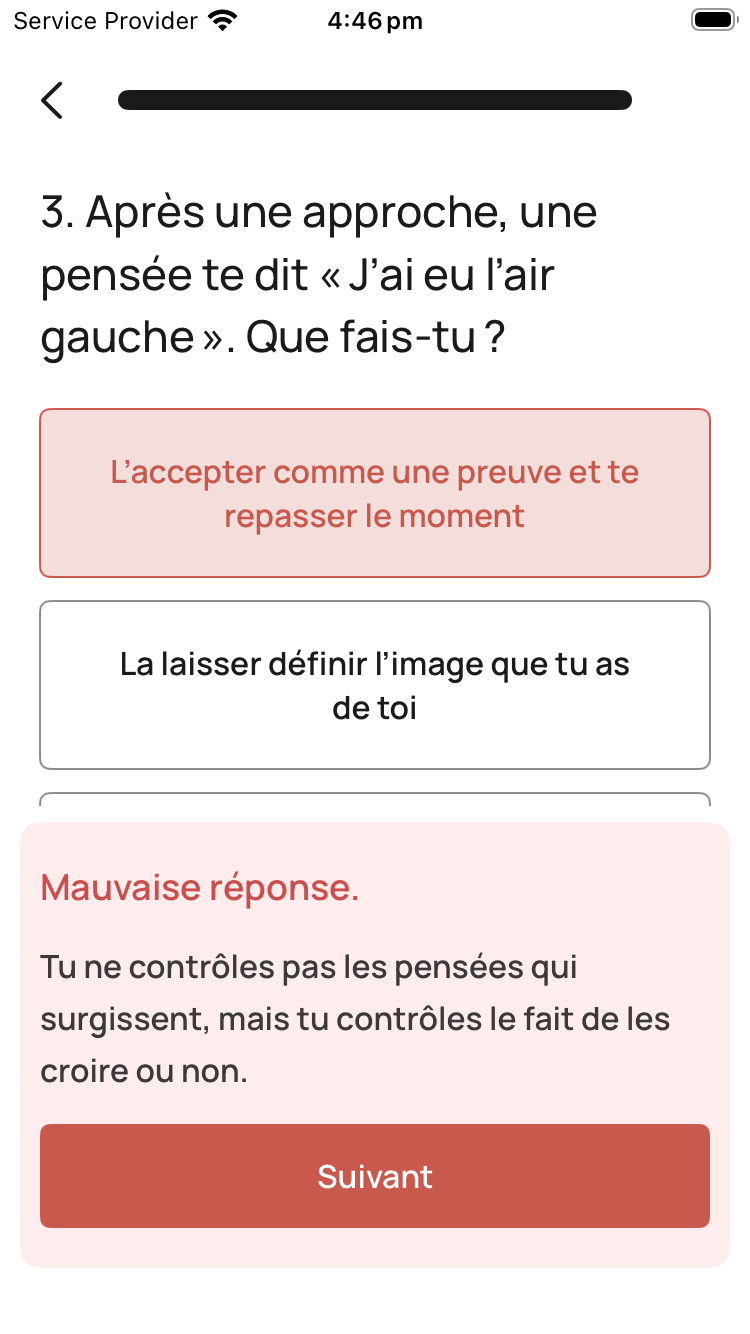 Service Provider
4:46 pm
3. Après une approche, une
pensée te dit « J’ai eu l’air
gauche ». Que fais-tu ?
L’accepter comme une preuve et te
repasser le moment
La laisser définir l’image que tu as
de toi
Mauvaise réponse.
Tu ne contrôles pas les pensées qui
surgissent, mais tu contrôles le fait de les
croire ou non.
Suivant